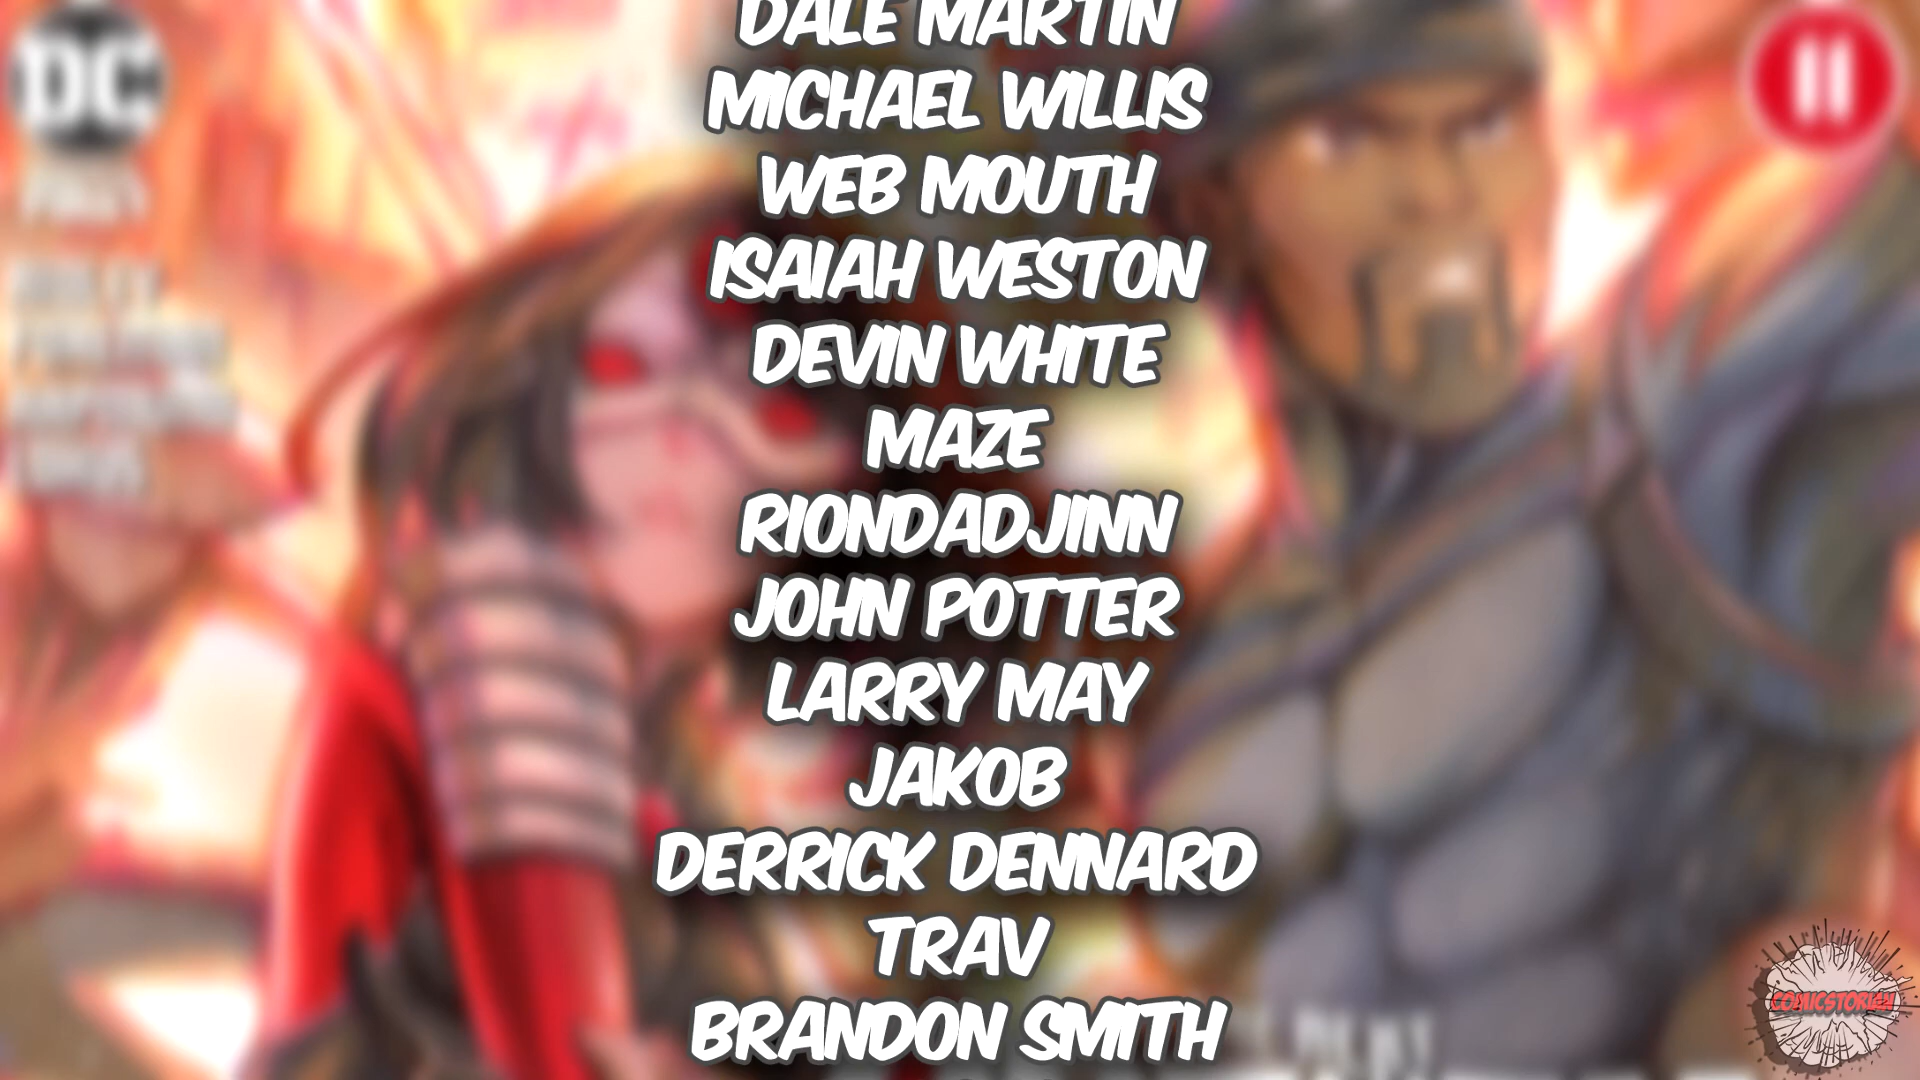 DC
DALE MARTIN
MICHAEL WILLIS
WEB MOUTH
ISAIAH WESTON
DEVIN WHITE
MAZE
RIONDADJINN
JOHN POTTER
LARRY MAY
JAKOB
DERRICK DENNARD
TRAV
BRANDON SMITH
COMICSTORIAN